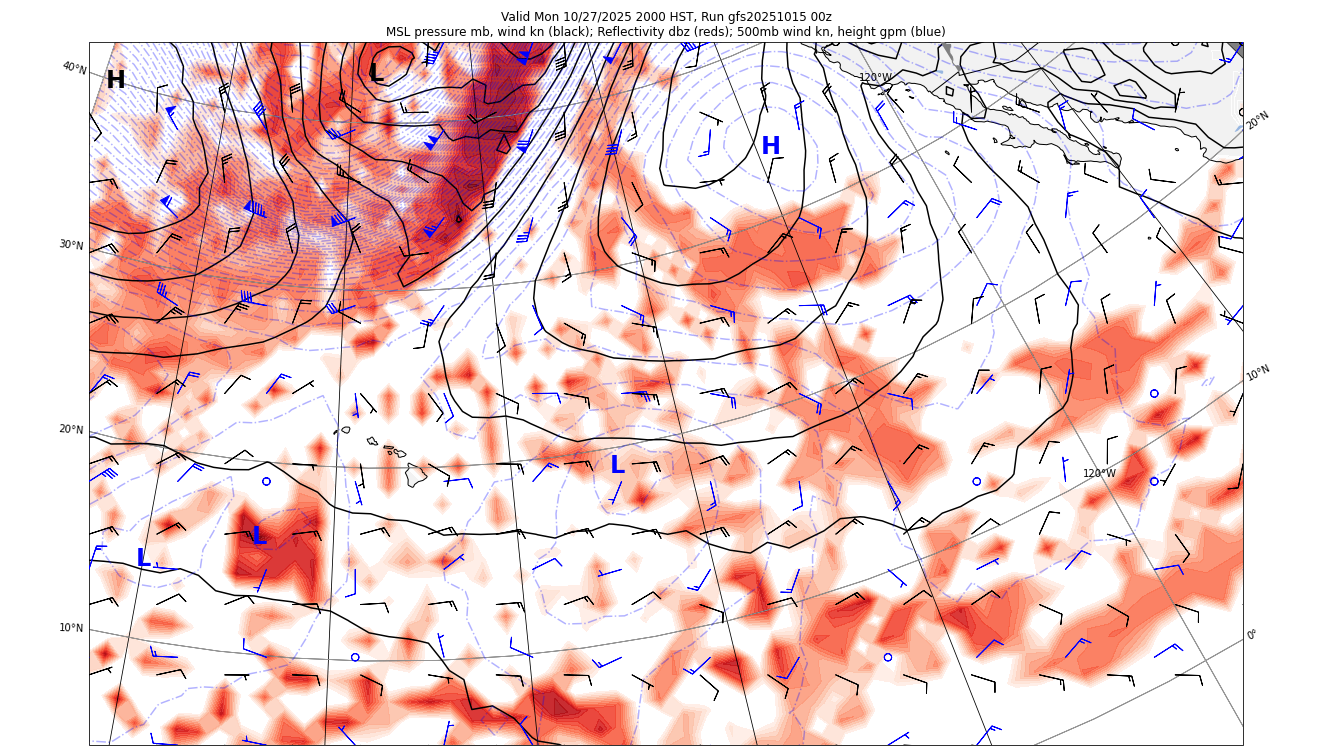 Valid Mon 10/27/2025 2000 HST, Run gfs20251015 00z
MSL pressure mb, wind kn (black); Reflectivity dbz (reds); 500mb wind kn, height gpm (blue)
40°N
H
L
120°W
20°N
H
30°N
10°N
20°N
L
120°W
L
L
10°N
0°